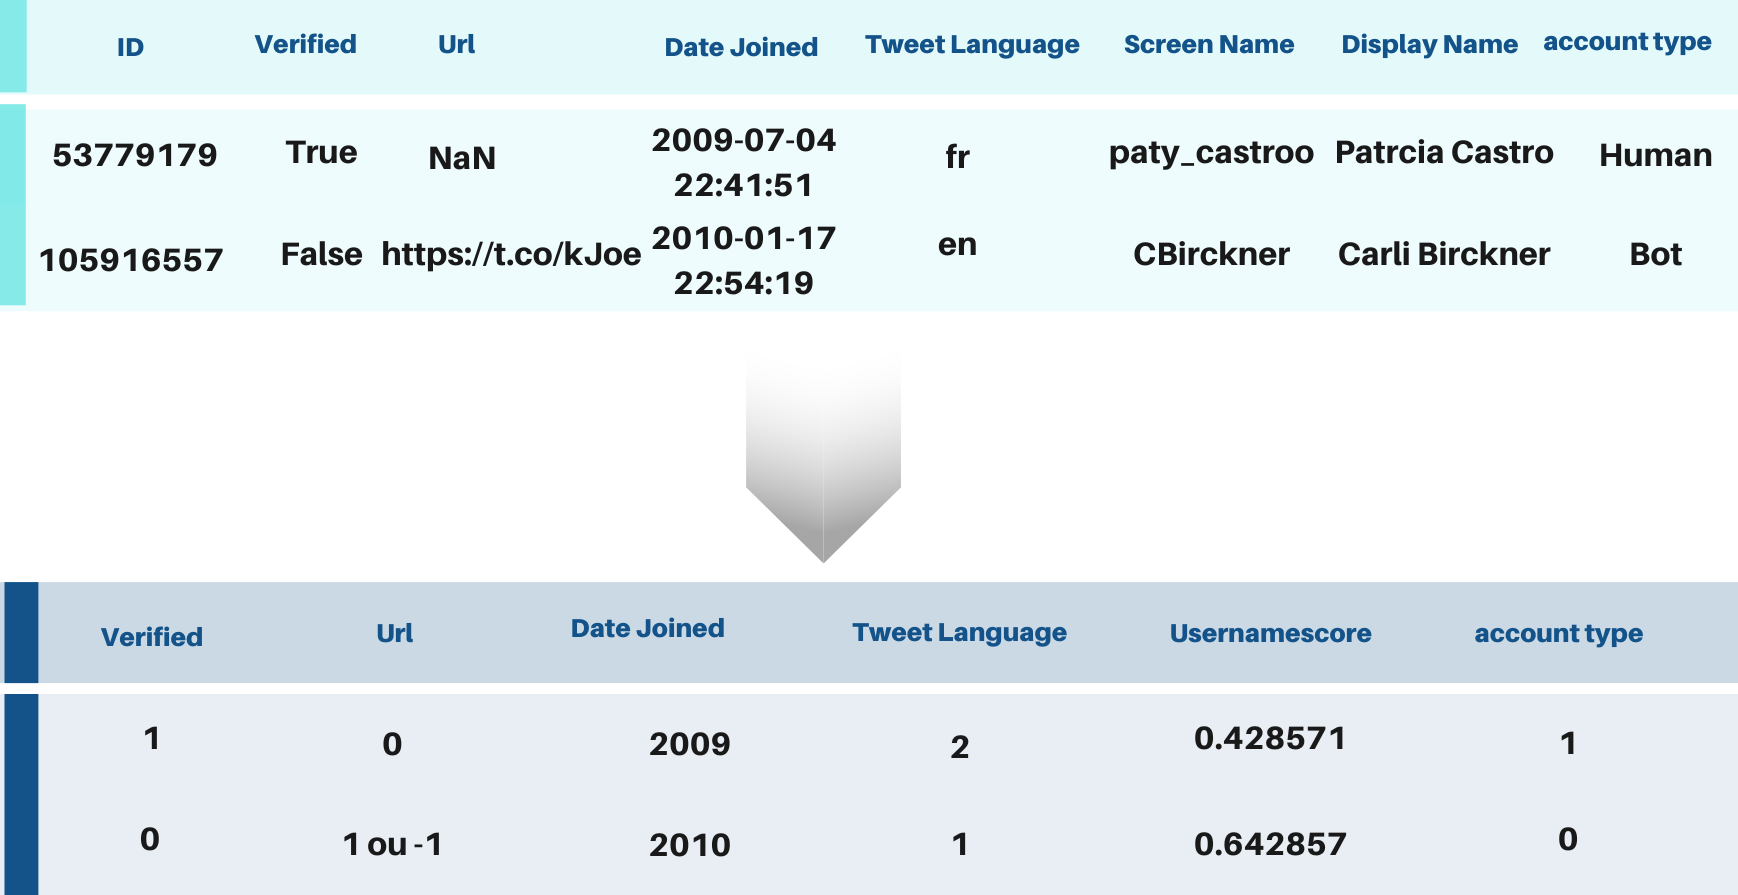 ID Verified Url Date Joined Tweet Language Screen Name Display Name account type
53779179 True NaN 2009-07-04 22:41:51 fr paty_castroo Patrcia Castro Human
105916557 False https://t.co/kJoe 2010-01-17 22:54:19 en CBirckner Carli Birckner Bot
Verified Url Date Joined Tweet Language Usernamescore account type
1 0 2009 2 0.428571 1
0 1 ou -1 2010 1 0.642857 0